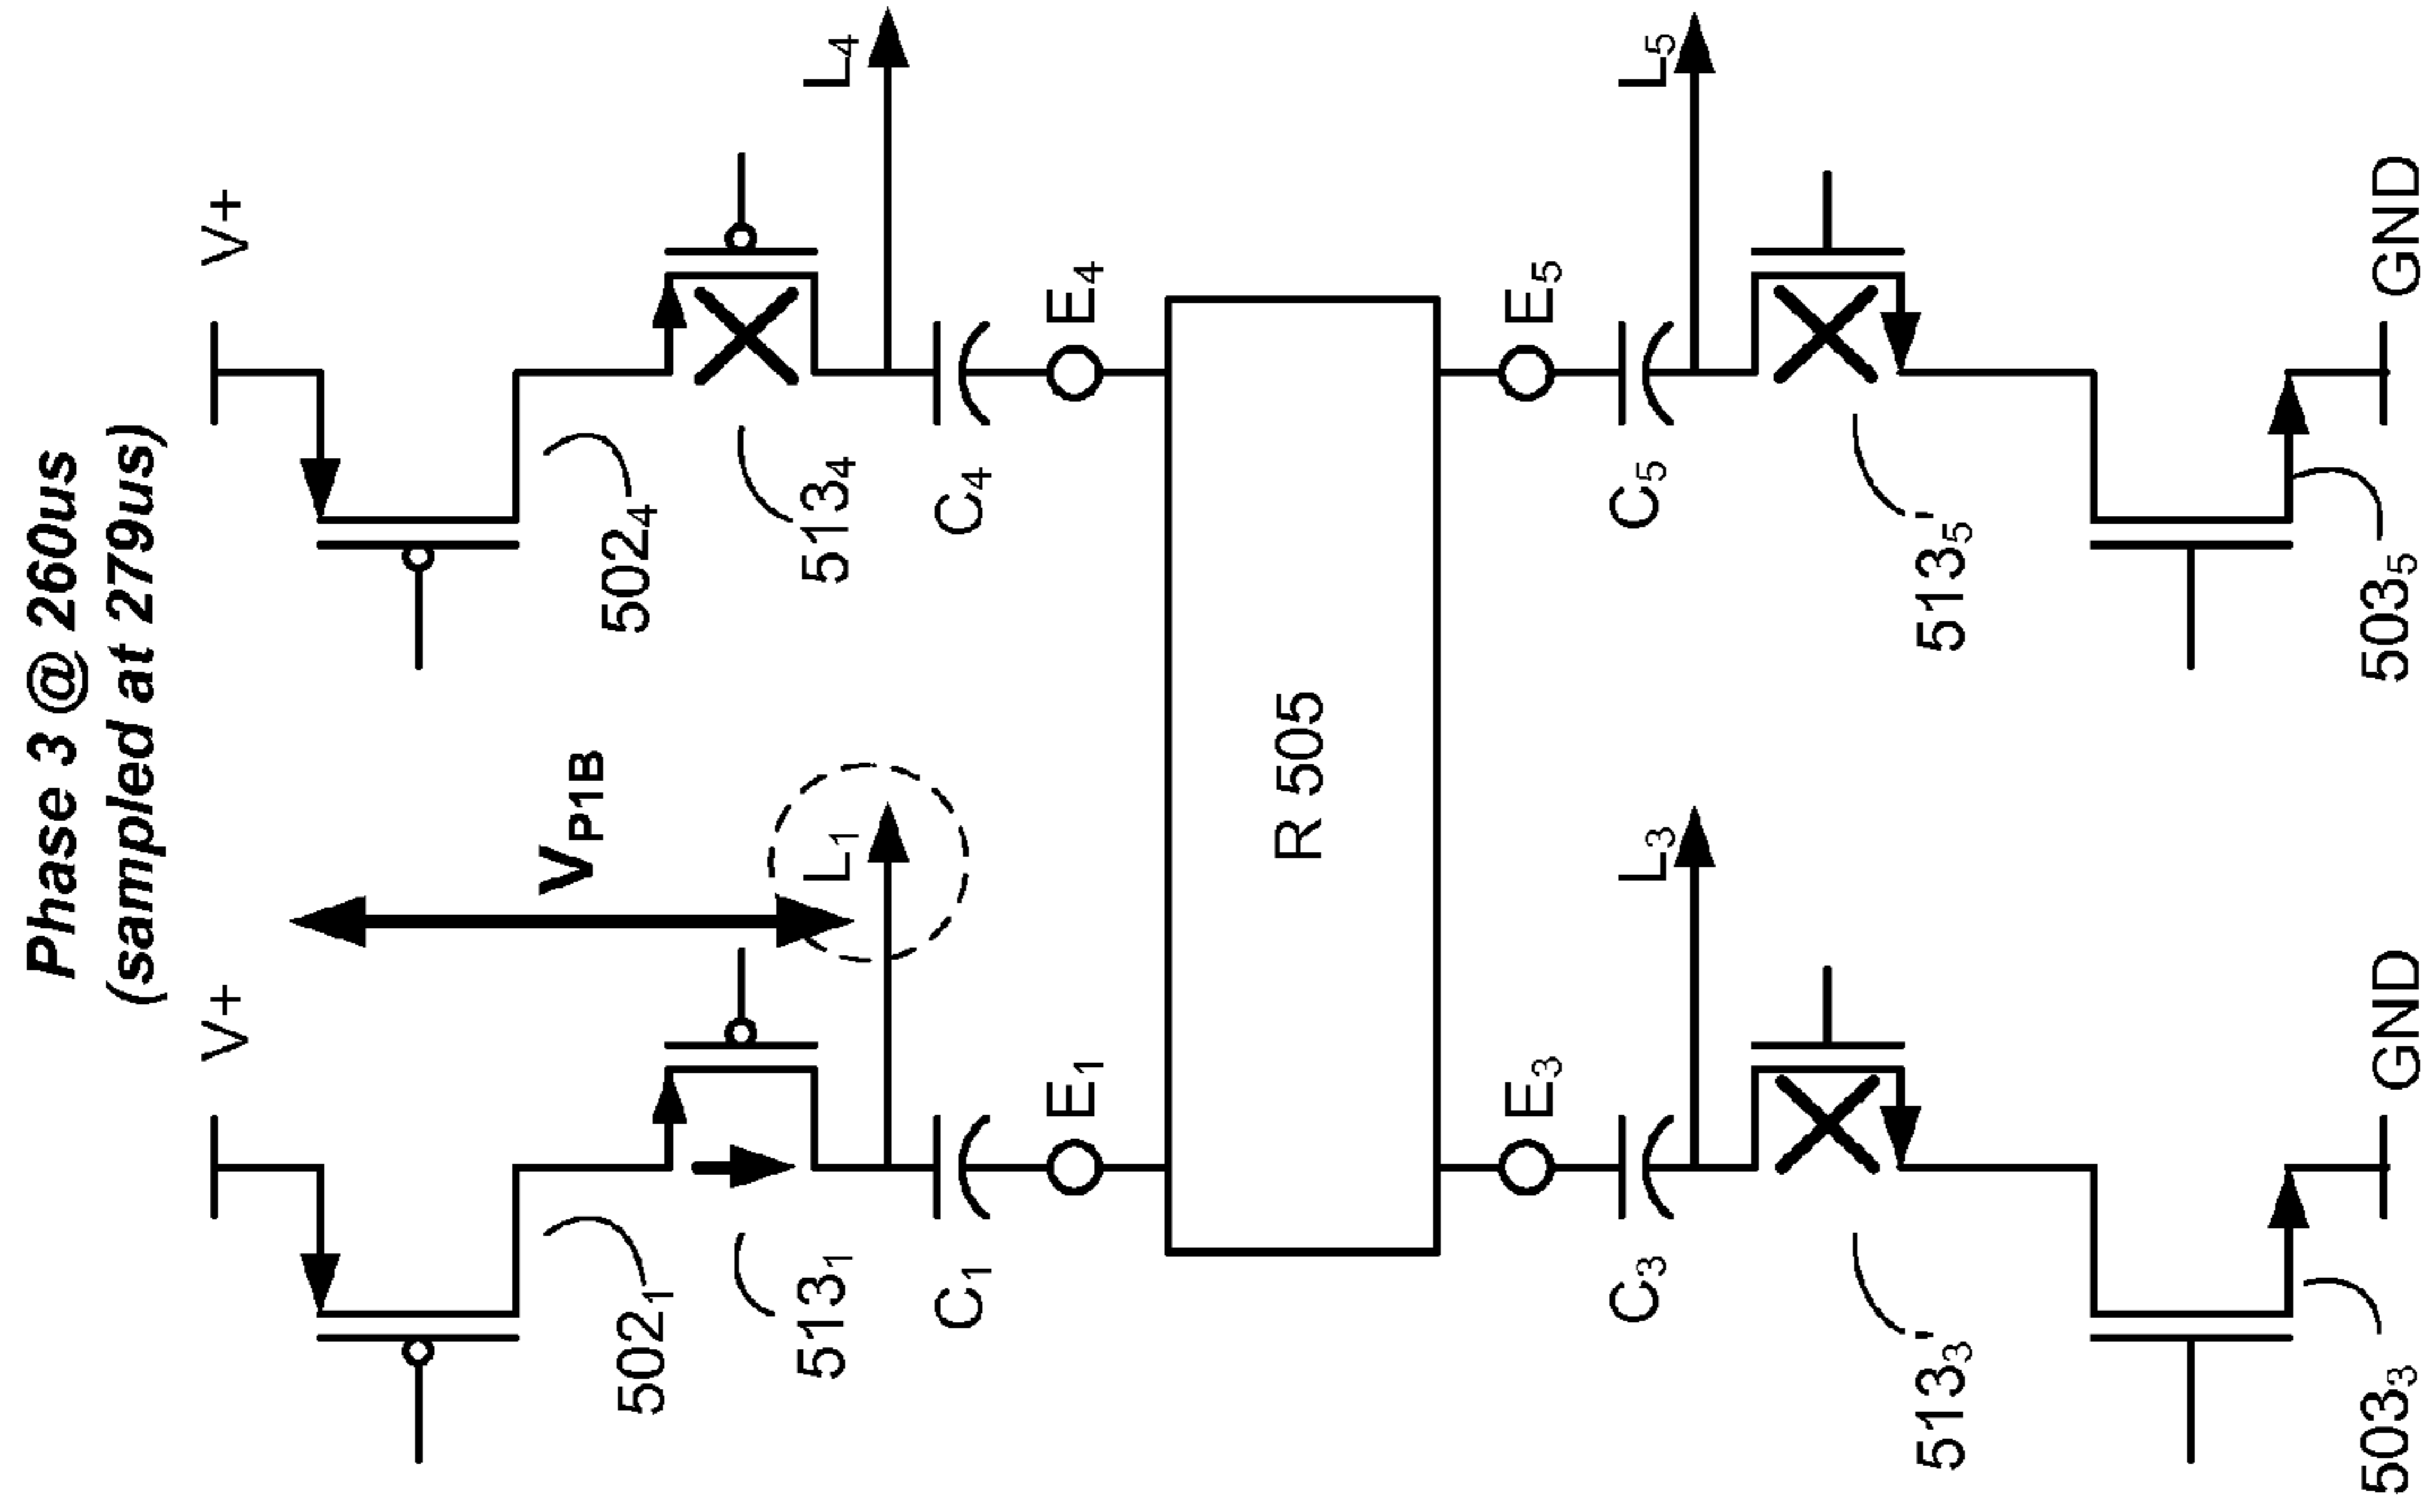 Phase 3 @ 260us
(sampled at 279us)
V+
V+
V
P1B
502₁
502₄
513₁
513₄
L₁
L₄
C₁
C₄
E₁
E₄
R 505
E₃
E₅
C₃
C₅
L₃
L₅
513₃'
513₅'
503₃
503₅
GND
GND